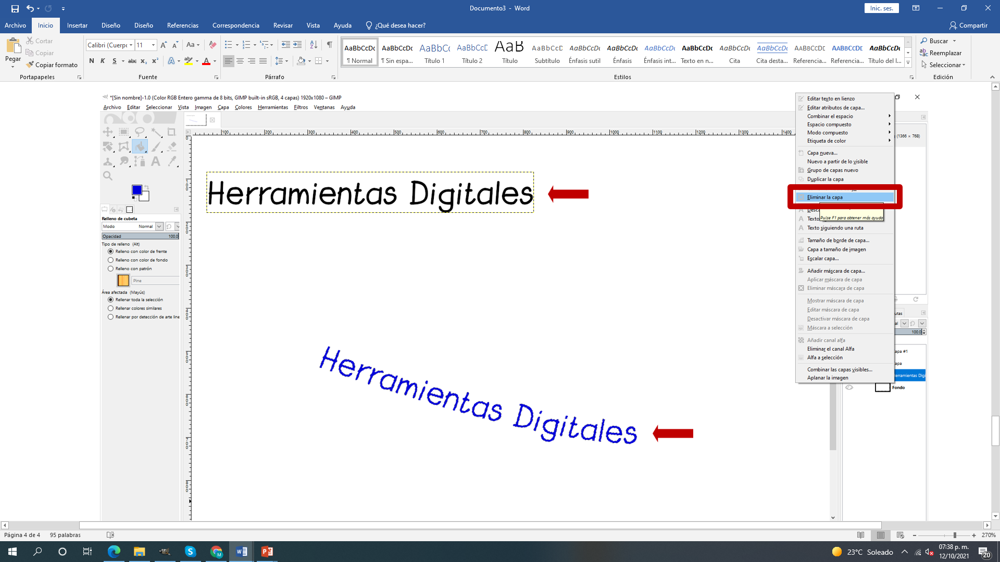 Documento3 - Word
Inic. ses.
Archivo Inicio Insertar Diseño Diseño Referencias Correspondencia Revisar Vista Ayuda ¿Qué desea hacer? Compartir
Pegar
Cortar
Copiar
Copiar formato
Portapapeles
Calibri (Cuerpo 11
Fuente
Párrafo
AaBbCcDc AaBbCcDc AaBbCc AaBbCcD AaB AaBbCcD AaBbCcDc AaBbCcDc AaBbCcDc AaBbCcDc AaBbCcDc AaBbCcDc AABBCCDE AABBCCDE AaBbCcDc
¶ Normal ¶ Sin espa... Título 1 Título 2 Título Subtítulo Énfasis sutil Énfasis Énfasis int... Texto en n... Cita Cita desta... Referencia... Referencia... Título del l...
Estilos
Buscar
Reemplazar
Seleccionar
Edición
*[Sin nombre]-1.0 (Color RGB Entero gamma de 8 bits, GIMP built-in sRGB, 4 capas) 1920x1080 – GIMP
Archivo Editar Seleccionar Vista Imagen Capa Colores Herramientas Filtros Ventanas Ayuda
100 200 300 400 500 600 700 800 900 1000 1100 1200 1300 1400
Relleno de cubeta
Modo Normal
Opacidad 100.0
Tipo de relleno (Alt)
Relleno con color de frente
Relleno con color de fondo
Relleno con patrón
Pine
Área afectada (Mayús)
Rellenar toda la selección
Rellenar colores similares
Rellenar por detección de arte line
Herramientas Digitales
Herramientas Digitales
Editar texto en lienzo
Editar atributos de capa...
Combinar el espacio
Espacio compuesto
Modo compuesto
Etiqueta de color
Capa nueva...
Nuevo a partir de lo visible
Grupo de capas nuevo
Duplicar la capa
Eliminar la capa
Desca
Pulse F1 para obtener más ayuda
Texto
Texto siguiendo una ruta
Tamaño de borde de capa...
Capa a tamaño de imagen
Escalar capa...
Añadir máscara de capa...
Aplicar máscara de capa
Eliminar máscara de capa
Mostrar máscara de capa
Editar máscara de capa
Desactivar máscara de capa
Máscara a selección
Añadir canal alfa
Eliminar el canal Alfa
Alfa a selección
Combinar las capas visibles...
Aplanar la imagen
(1366 × 768)
utas
al
100.0
apa #1
apa
erramientas Digi
Fondo
Página 4 de 4 95 palabras
270%
23°C Soleado
07:38 p. m.
12/10/2021
20